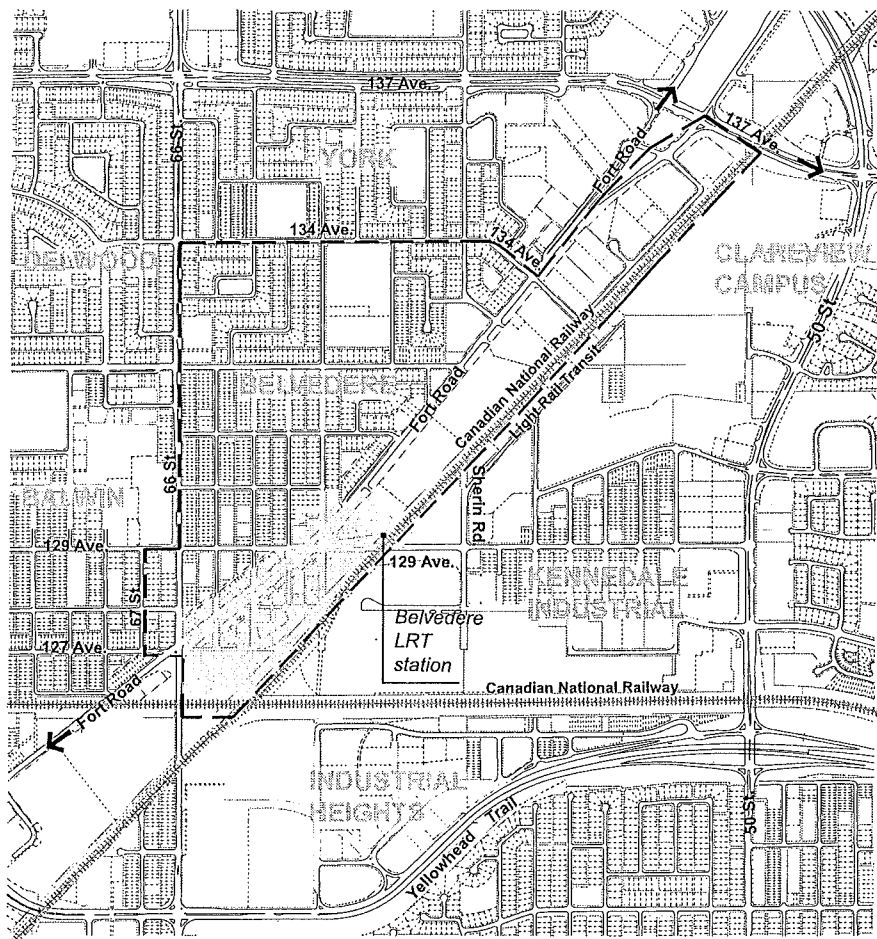 137 Ave.
137 Ave.
66 St.
YORK
Fort Road
134 Ave.
134 Ave.
DELWOOD
CLAREVIEW
CAMPUS
50 St.
Canadian National Railway
Light Rail Transit
BELVEDERE
Fort Road
66 St.
BALWIN
Sherin Rd.
129 Ave.
129 Ave.
KENNEDALE
INDUSTRIAL
67 St.
Belvedere
LRT
station
127 Ave.
Canadian National Railway
Fort Road
INDUSTRIAL
HEIGHTS
Yellowhead Trail
50 St.